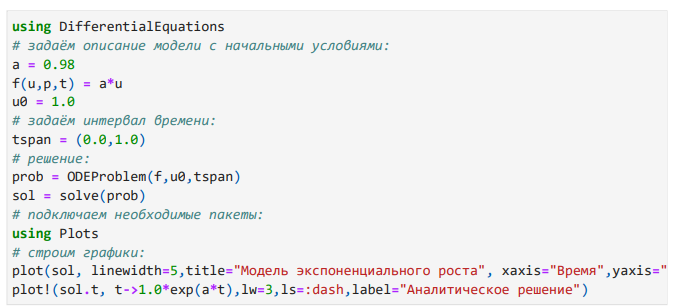 using DifferentialEquations
# задаём описание модели с начальными условиями:
a = 0.98
f(u,p,t) = a*u
u0 = 1.0
# задаём интервал времени:
tspan = (0.0,1.0)
# решение:
prob = ODEProblem(f,u0,tspan)
sol = solve(prob)
# подключаем необходимые пакеты:
using Plots
# строим графики:
plot(sol, linewidth=5,title="Модель экспоненциального роста", xaxis="Время",yaxis="
plot!(sol.t, t->1.0*exp(a*t),lw=3,ls=:dash,label="Аналитическое решение")